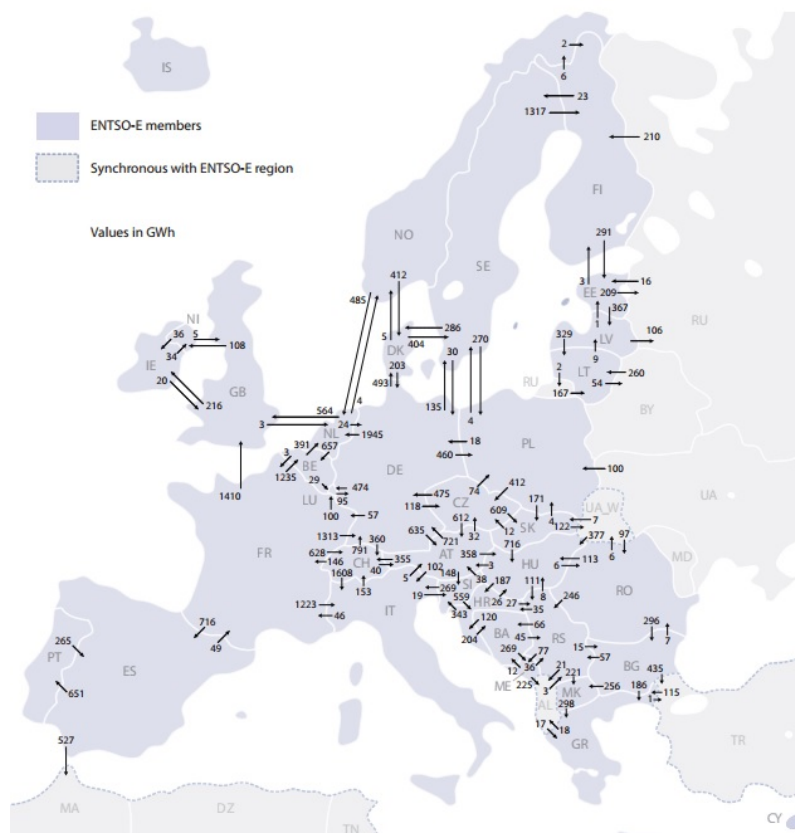 2
IS
6
23
1317
ENTSO-E members
210
Synchronous with ENTSO-E region
FI
Values in GWh
NO
291
SE
412
3
16
EE
209
485
367
NI
RU
36
5
286
1
5
404
270
329
106
108
LV
34
DK
30
9
IE
203
2
LT
260
20
GB
493
RU
54
216
167
BY
564
4
135
4
3
24
NL
1945
18
PL
391
657
DE
460
3
BE
100
1235
412
29
474
475
74
171
UA_W
1410
LU
95
118
CZ
609
UA
100
57
612
SK
4
7
12
122
377
97
1313
360
721
32
716
635
FR
628
791
AT
358
113
MD
146
CH
355
3
HU
6
6
1608
40
102
148
SI
38
187
111
RO
153
5
269
8
246
IT
19
559
HR
26
27
35
1223
343
120
66
46
BA
45
RS
296
716
204
269
77
15
7
265
12
36
57
BG
435
49
ME
225
21
221
186
115
PT
ES
3
MK
256
1
651
AL
298
17
18
527
GR
TR
MA
DZ
TN
CY